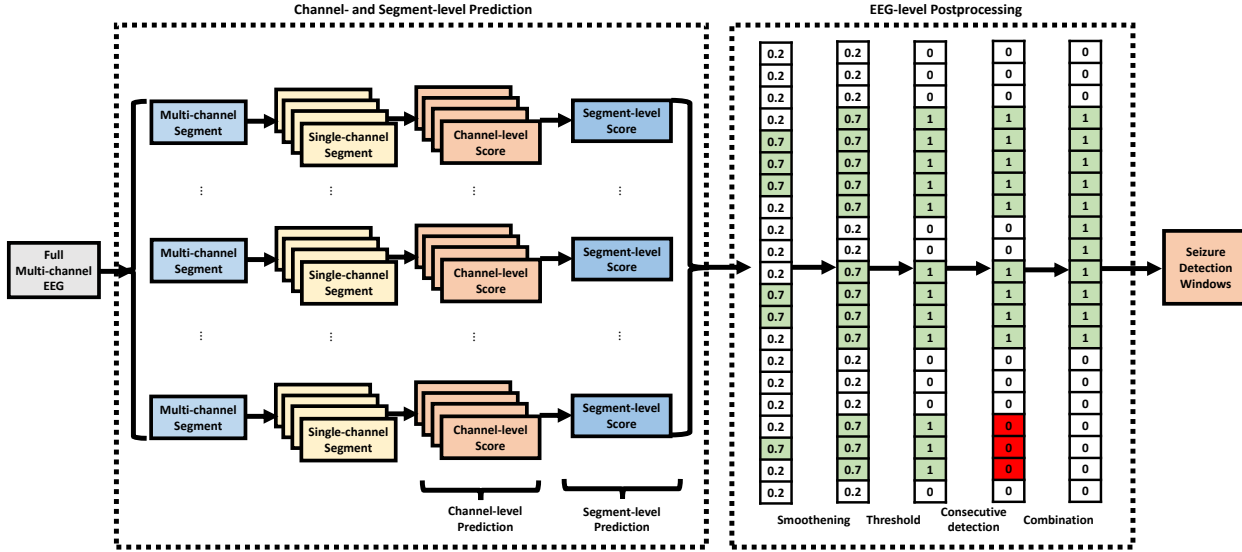 Channel- and Segment-level Prediction
Full
Multi-channel
EEG
Multi-channel
Segment
Single-channel
Segment
Channel-level
Score
Segment-level
Score
...
...
...
...
Multi-channel
Segment
Single-channel
Segment
Channel-level
Score
Segment-level
Score
...
...
...
...
Multi-channel
Segment
Single-channel
Segment
Channel-level
Score
Segment-level
Score
Channel-level
Prediction
Segment-level
Prediction
EEG-level Postprocessing
0.2 0.2 0 0 0
0.2 0.2 0 0 0
0.2 0.2 0 0 0
0.2 0.7 1 1 1
0.7 0.7 1 1 1
0.7 0.7 1 1 1
0.7 0.7 1 1 1
0.2 0.7 1 1 1
0.2 0.2 0 0 1
0.2 0.2 0 0 1
0.2 0.7 1 1 1
0.7 0.7 1 1 1
0.7 0.7 1 1 1
0.2 0.7 1 1 1
0.2 0.2 0 0 0
0.2 0.2 0 0 0
0.2 0.2 0 0 0
0.2 0.7 1 0 0
0.7 0.7 1 0 0
0.2 0.7 1 0 0
0.2 0.2 0 0 0
Smoothening
Threshold
Consecutive
detection
Combination
Seizure
Detection
Windows